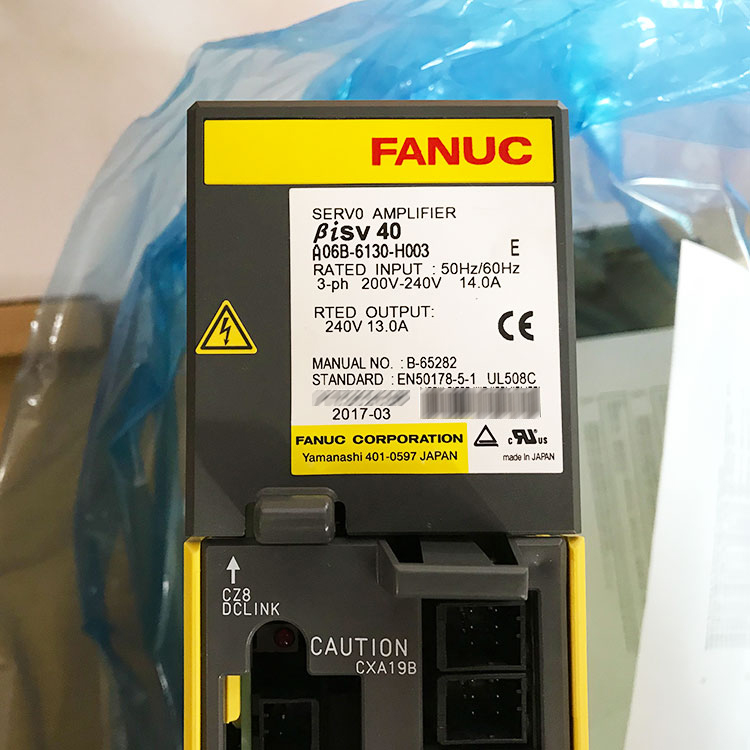 FANUC
SERVO AMPLIFIER
βiSV 40
A06B-6130-H003 E
RATED INPUT : 50Hz/60Hz
3-ph 200V-240V 14.0A
RTED OUTPUT:
240V 13.0A
MANUAL NO. : B-65282
STANDARD : EN50178-5-1 UL508C
2017-03
FANUC CORPORATION
Yamanashi 401-0597 JAPAN
c RU US
made in JAPAN
CZ8
DCLINK
CAUTION
CXA19B